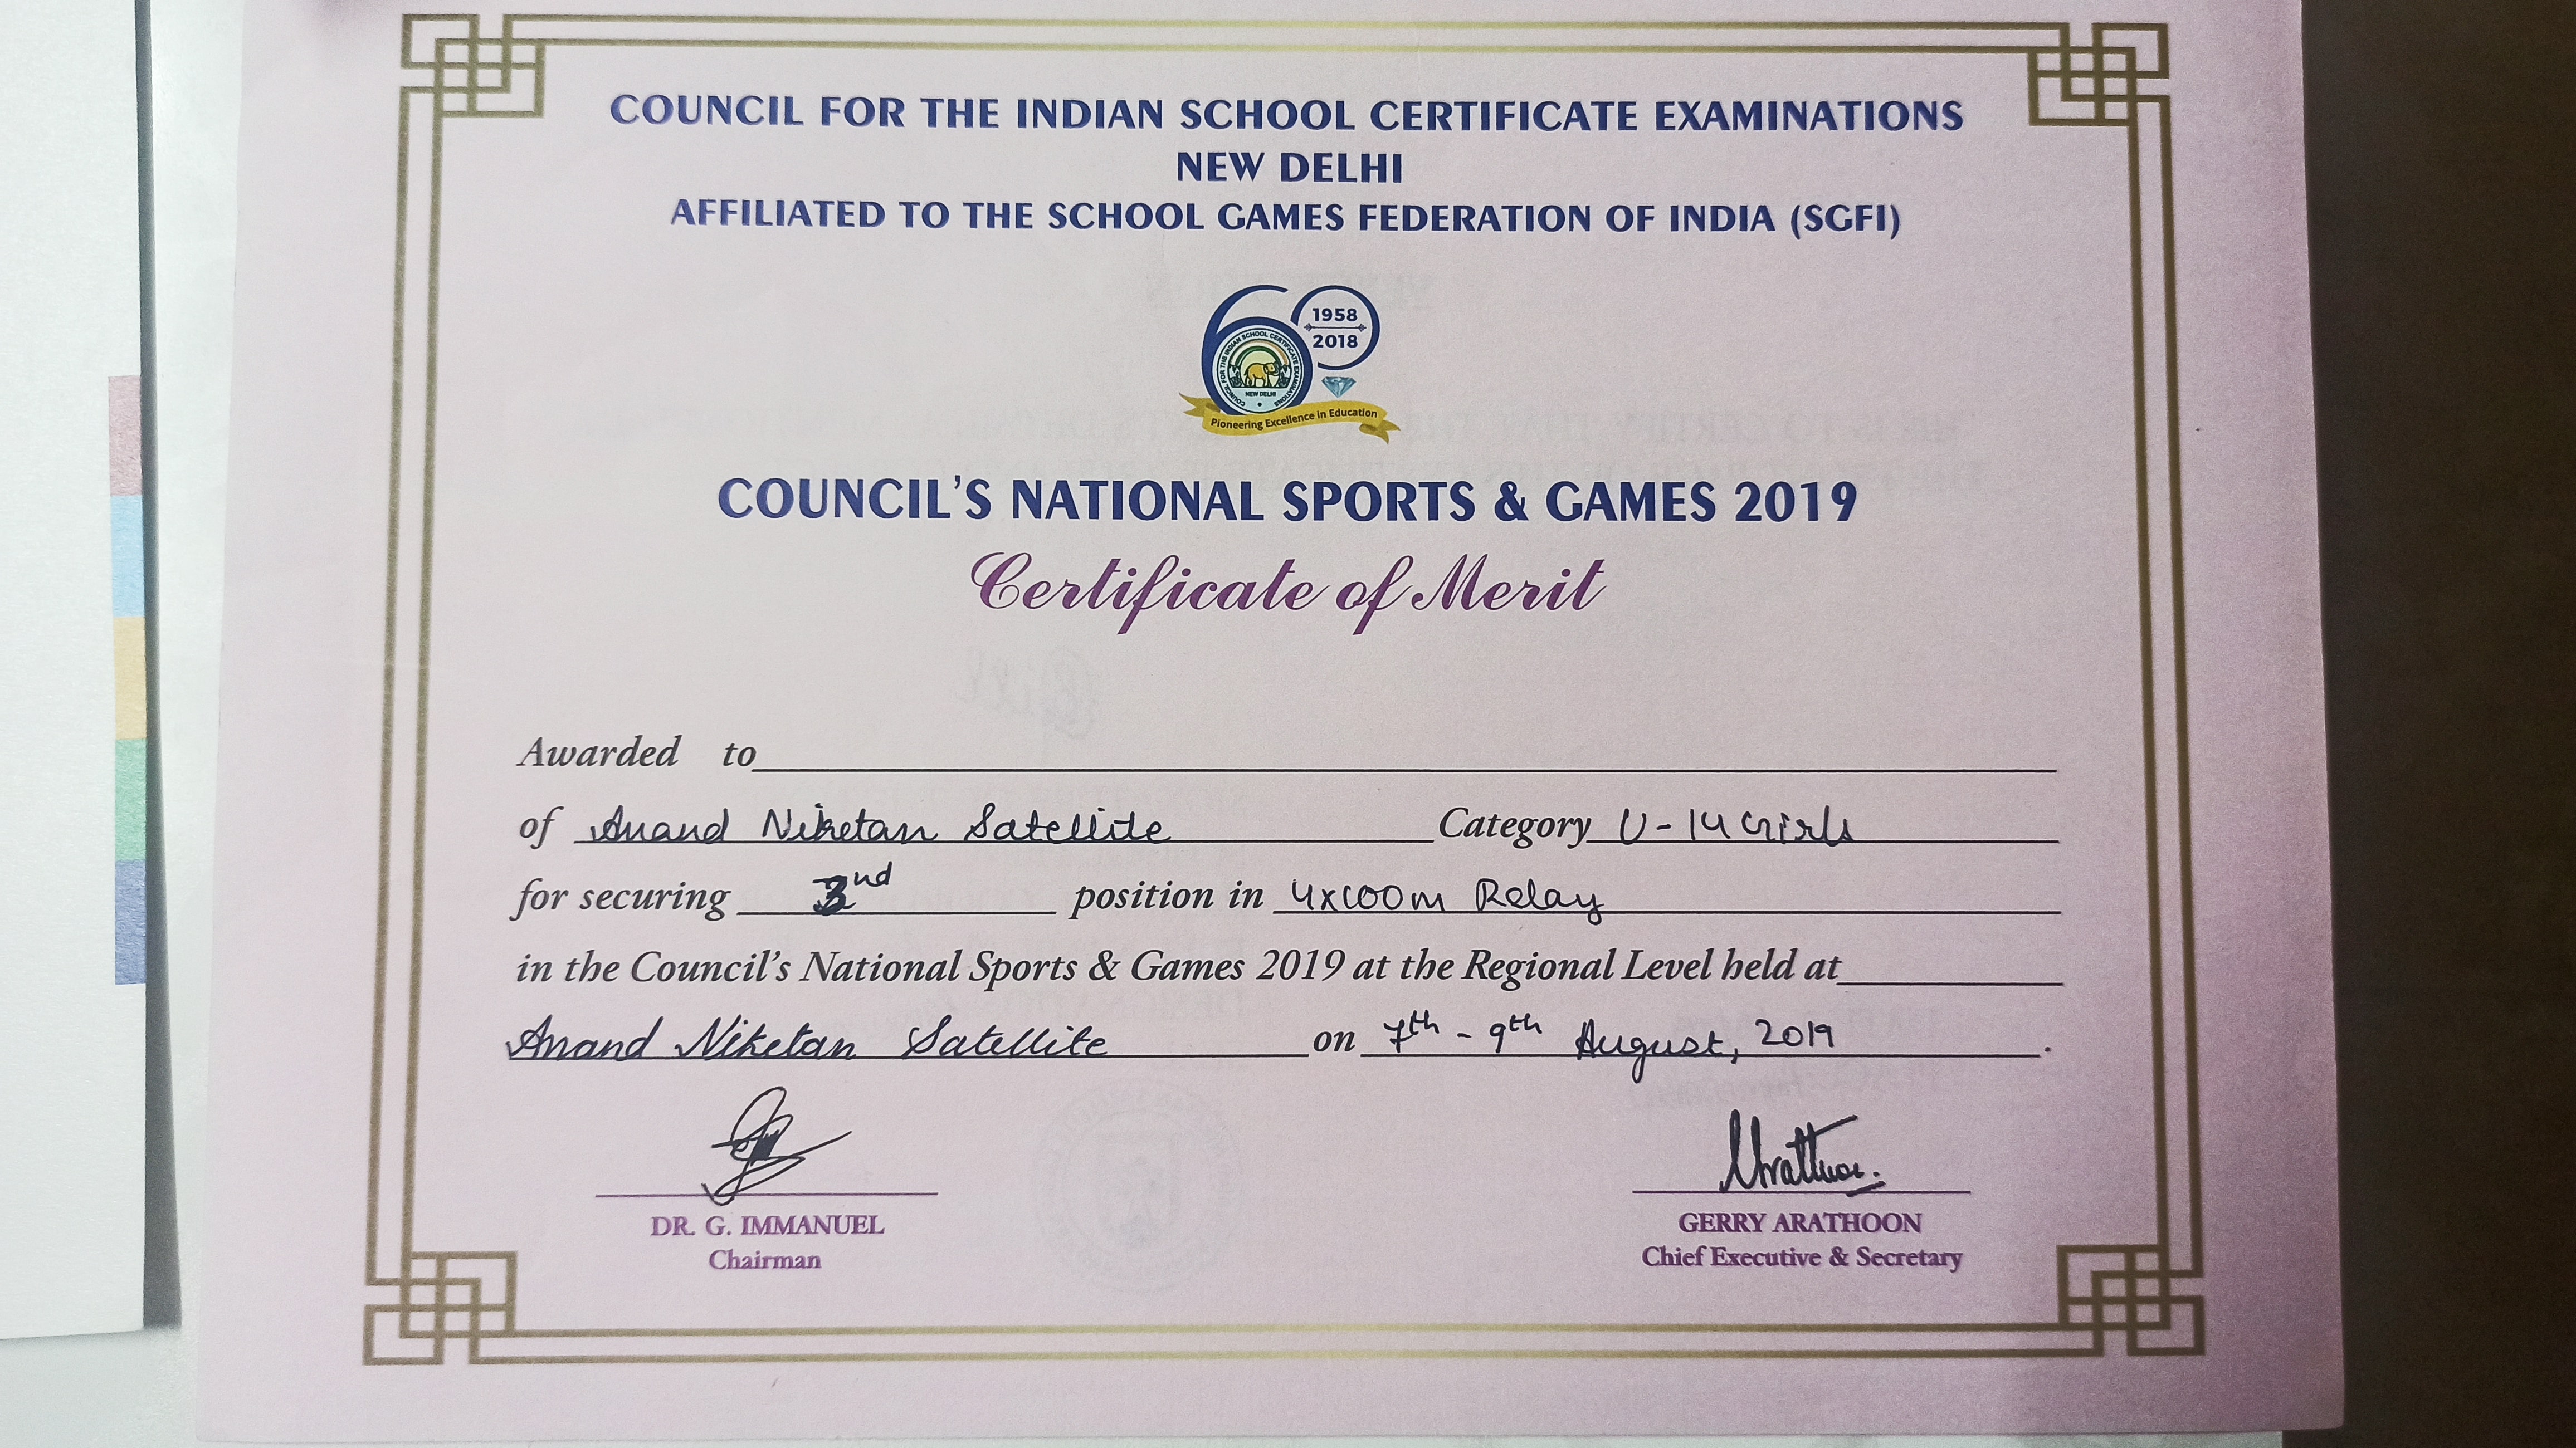 COUNCIL FOR THE INDIAN SCHOOL CERTIFICATE EXAMINATIONS
NEW DELHI
AFFILIATED TO THE SCHOOL GAMES FEDERATION OF INDIA (SGFI)
1958
2018
COUNCIL FOR THE INDIAN SCHOOL CERTIFICATE EXAMINATIONS
NEW DELHI
Pioneering Excellence in Education
COUNCIL'S NATIONAL SPORTS & GAMES 2019
Certificate of Merit
Awarded to
of Anand Niketan Satellite Category U-14 Girls
for securing nd position in 4x100m Relay
in the Council's National Sports & Games 2019 at the Regional Level held at
Anand Niketan Satellite on 7th - 9th August, 2019.
DR. G. IMMANUEL
GERRY ARATHOON
Chairman
Chief Executive & Secretary